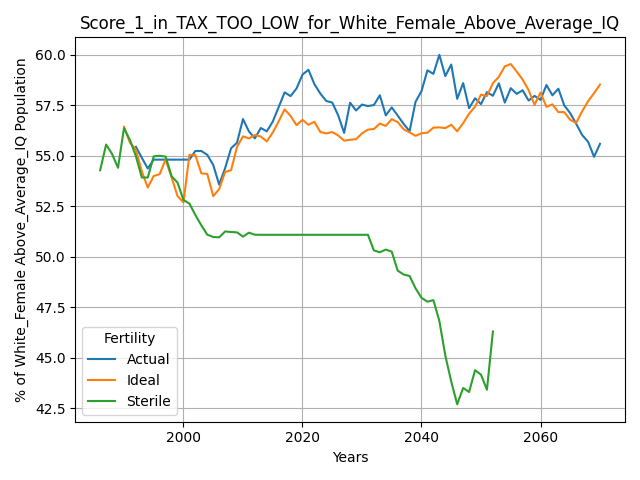 Score_1_in_TAX_TOO_LOW_for_White_Female_Above_Average_IQ
% of White_Female Above_Average_IQ Population
60.0
57.5
55.0
52.5
50.0
47.5
45.0
42.5
Fertility
Actual
Ideal
Sterile
2000
2020
2040
2060
Years